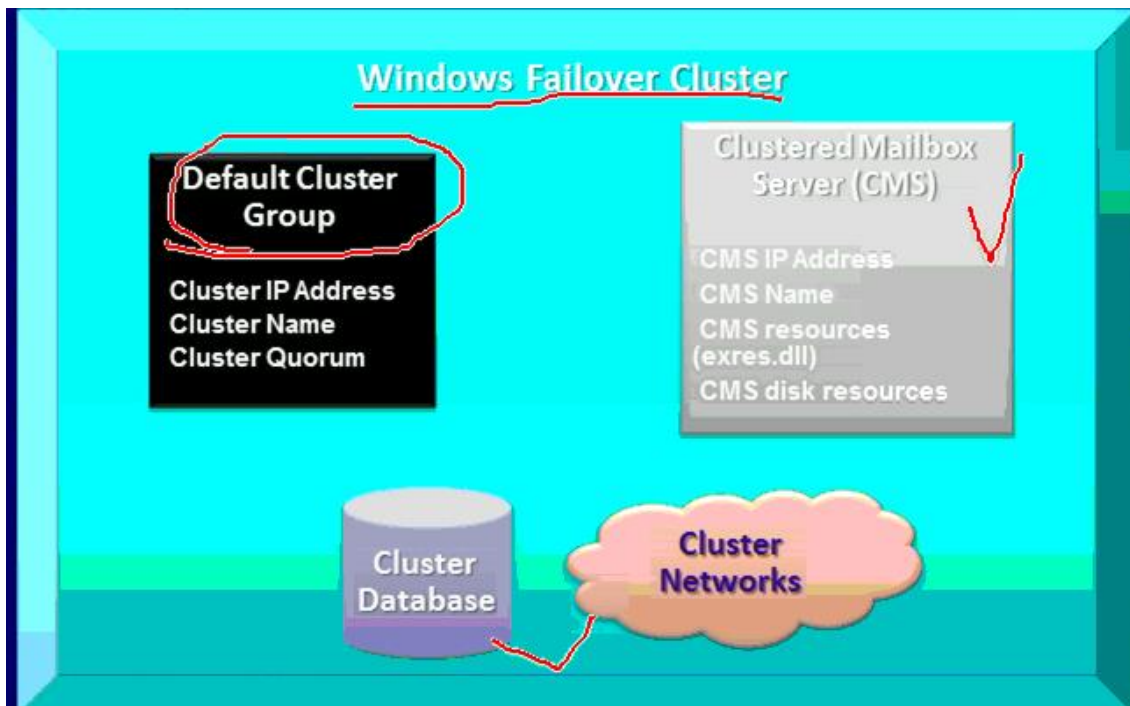 Windows Failover Cluster
Default Cluster
Group
Cluster IP Address
Cluster Name
Cluster Quorum
Clustered Mailbox
Server (CMS)
CMS IP Address
CMS Name
CMS resources
(exres.dll)
CMS disk resources
Cluster
Database
Cluster
Networks